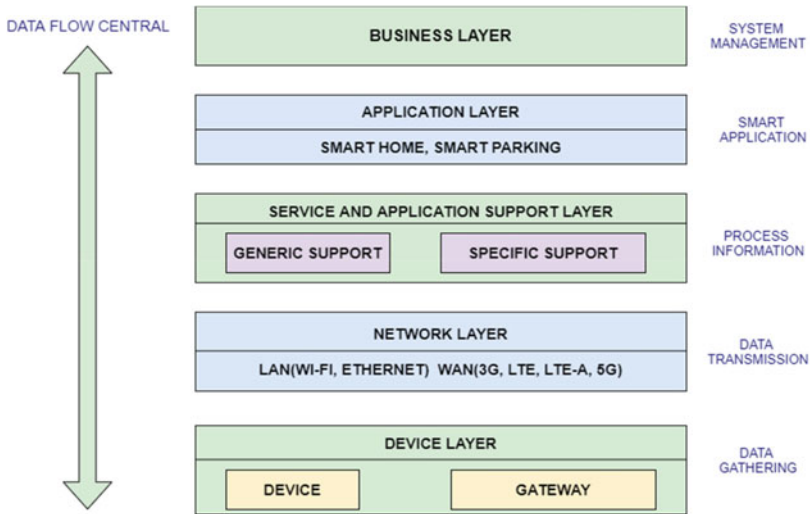 DATA FLOW CENTRAL
BUSINESS LAYER
SYSTEM
MANAGEMENT
APPLICATION LAYER
SMART HOME, SMART PARKING
SMART
APPLICATION
SERVICE AND APPLICATION SUPPORT LAYER
GENERIC SUPPORT
SPECIFIC SUPPORT
PROCESS
INFORMATION
NETWORK LAYER
LAN(WI-FI, ETHERNET) WAN(3G, LTE, LTE-A, 5G)
DATA
TRANSMISSION
DEVICE LAYER
DEVICE
GATEWAY
DATA
GATHERING